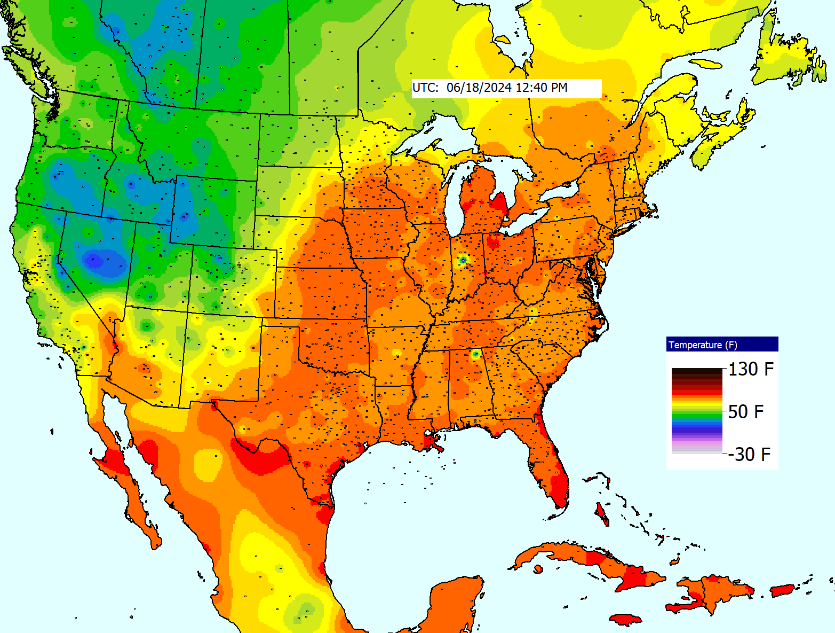 UTC:  06/18/2024 12:40 PM
Temperature (F)
130 F
50 F
-30 F